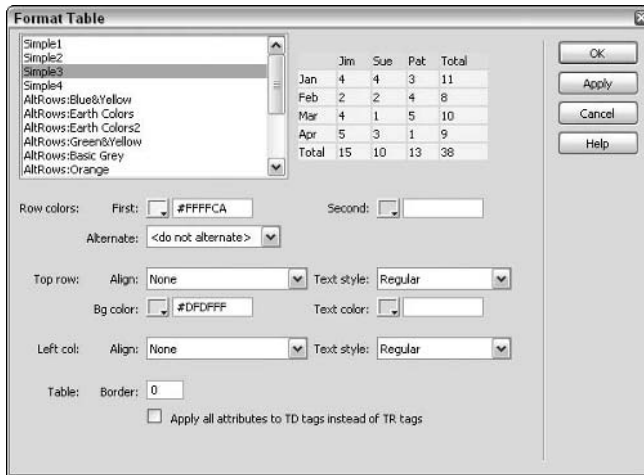 Format Table
Simple1
Simple2
Simple3
Simple4
AltRows:Blue&Yellow
AltRows:Earth Colors
AltRows:Earth Colors2
AltRows:Green&Yellow
AltRows:Basic Grey
AltRows:Orange
Jim Sue Pat Total
Jan 4 4 3 11
Feb 2 2 4 8
Mar 4 1 5 10
Apr 5 3 1 9
Total 15 10 13 38
OK
Apply
Cancel
Help
Row colors: First: #FFFFCA Second:
Alternate: <do not alternate>
Top row: Align: None Text style: Regular
Bg color: #DFDFFF Text color:
Left col: Align: None Text style: Regular
Table: Border: 0
Apply all attributes to TD tags instead of TR tags